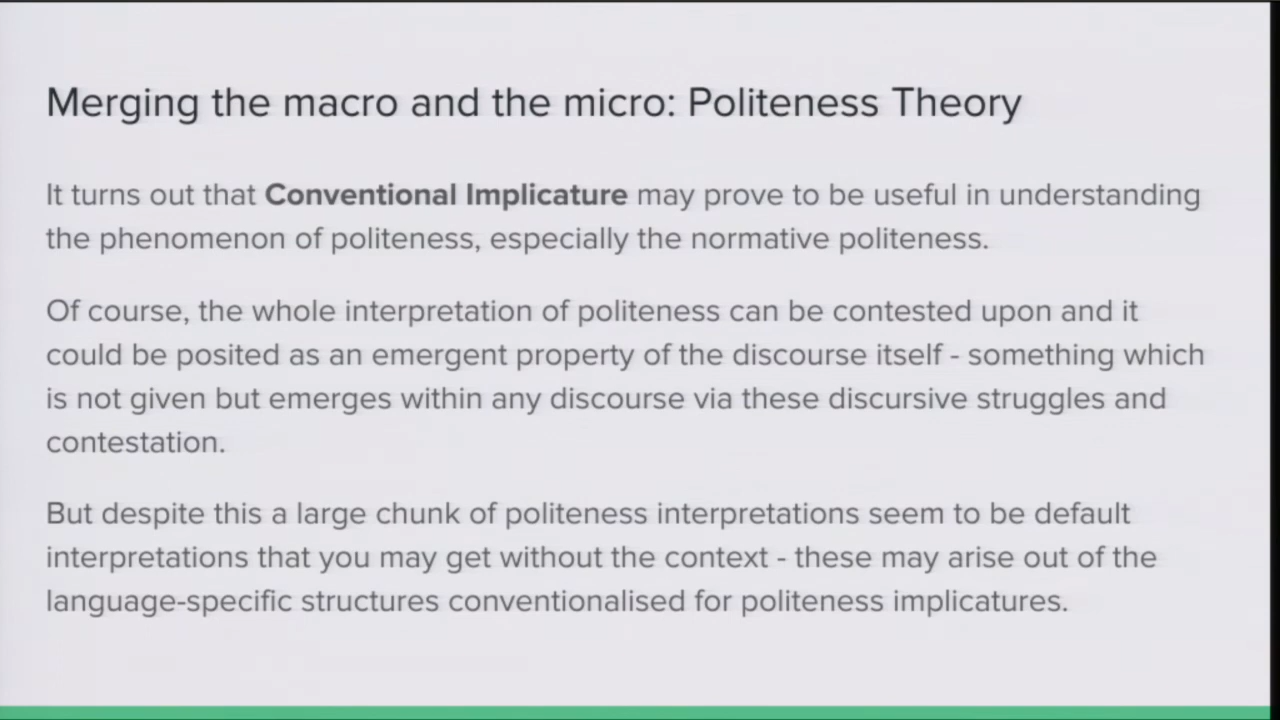 Merging the macro and the micro: Politeness Theory
It turns out that Conventional Implicature may prove to be useful in understanding
the phenomenon of politeness, especially the normative politeness.
Of course, the whole interpretation of politeness can be contested upon and it
could be posited as an emergent property of the discourse itself - something which
is not given but emerges within any discourse via these discursive struggles and
contestation.
But despite this a large chunk of politeness interpretations seem to be default
interpretations that you may get without the context - these may arise out of the
language-specific structures conventionalised for politeness implicatures.